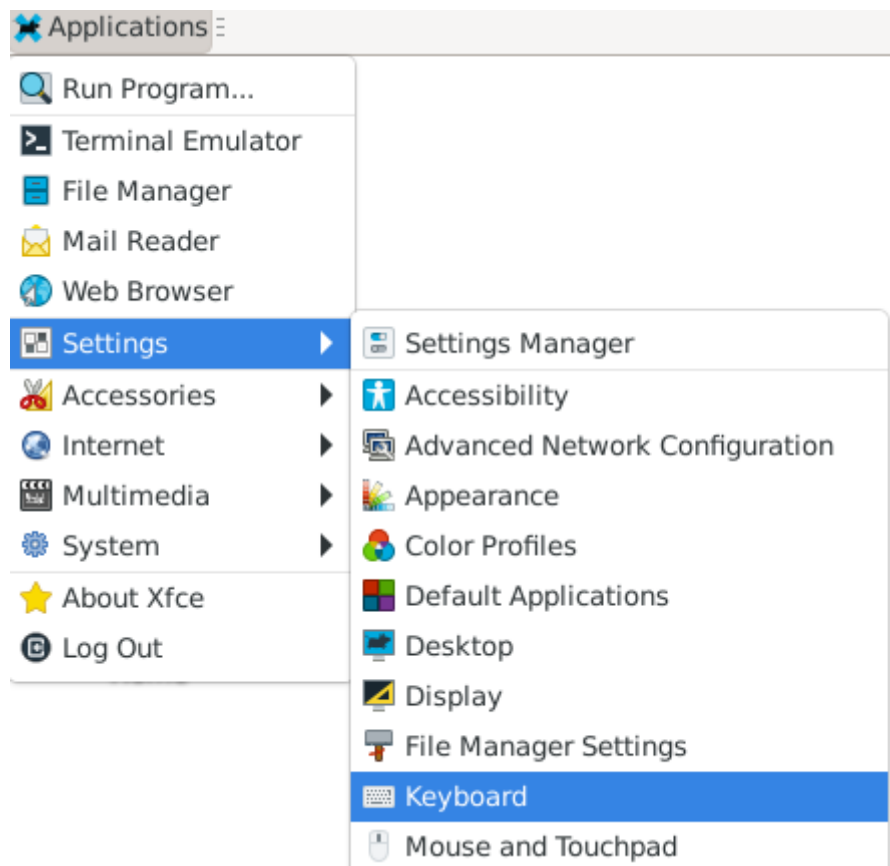 Applications
Run Program...
Terminal Emulator
File Manager
Mail Reader
Web Browser
Settings
Accessories
Internet
Multimedia
System
About Xfce
Log Out
Settings Manager
Accessibility
Advanced Network Configuration
Appearance
Color Profiles
Default Applications
Desktop
Display
File Manager Settings
Keyboard
Mouse and Touchpad